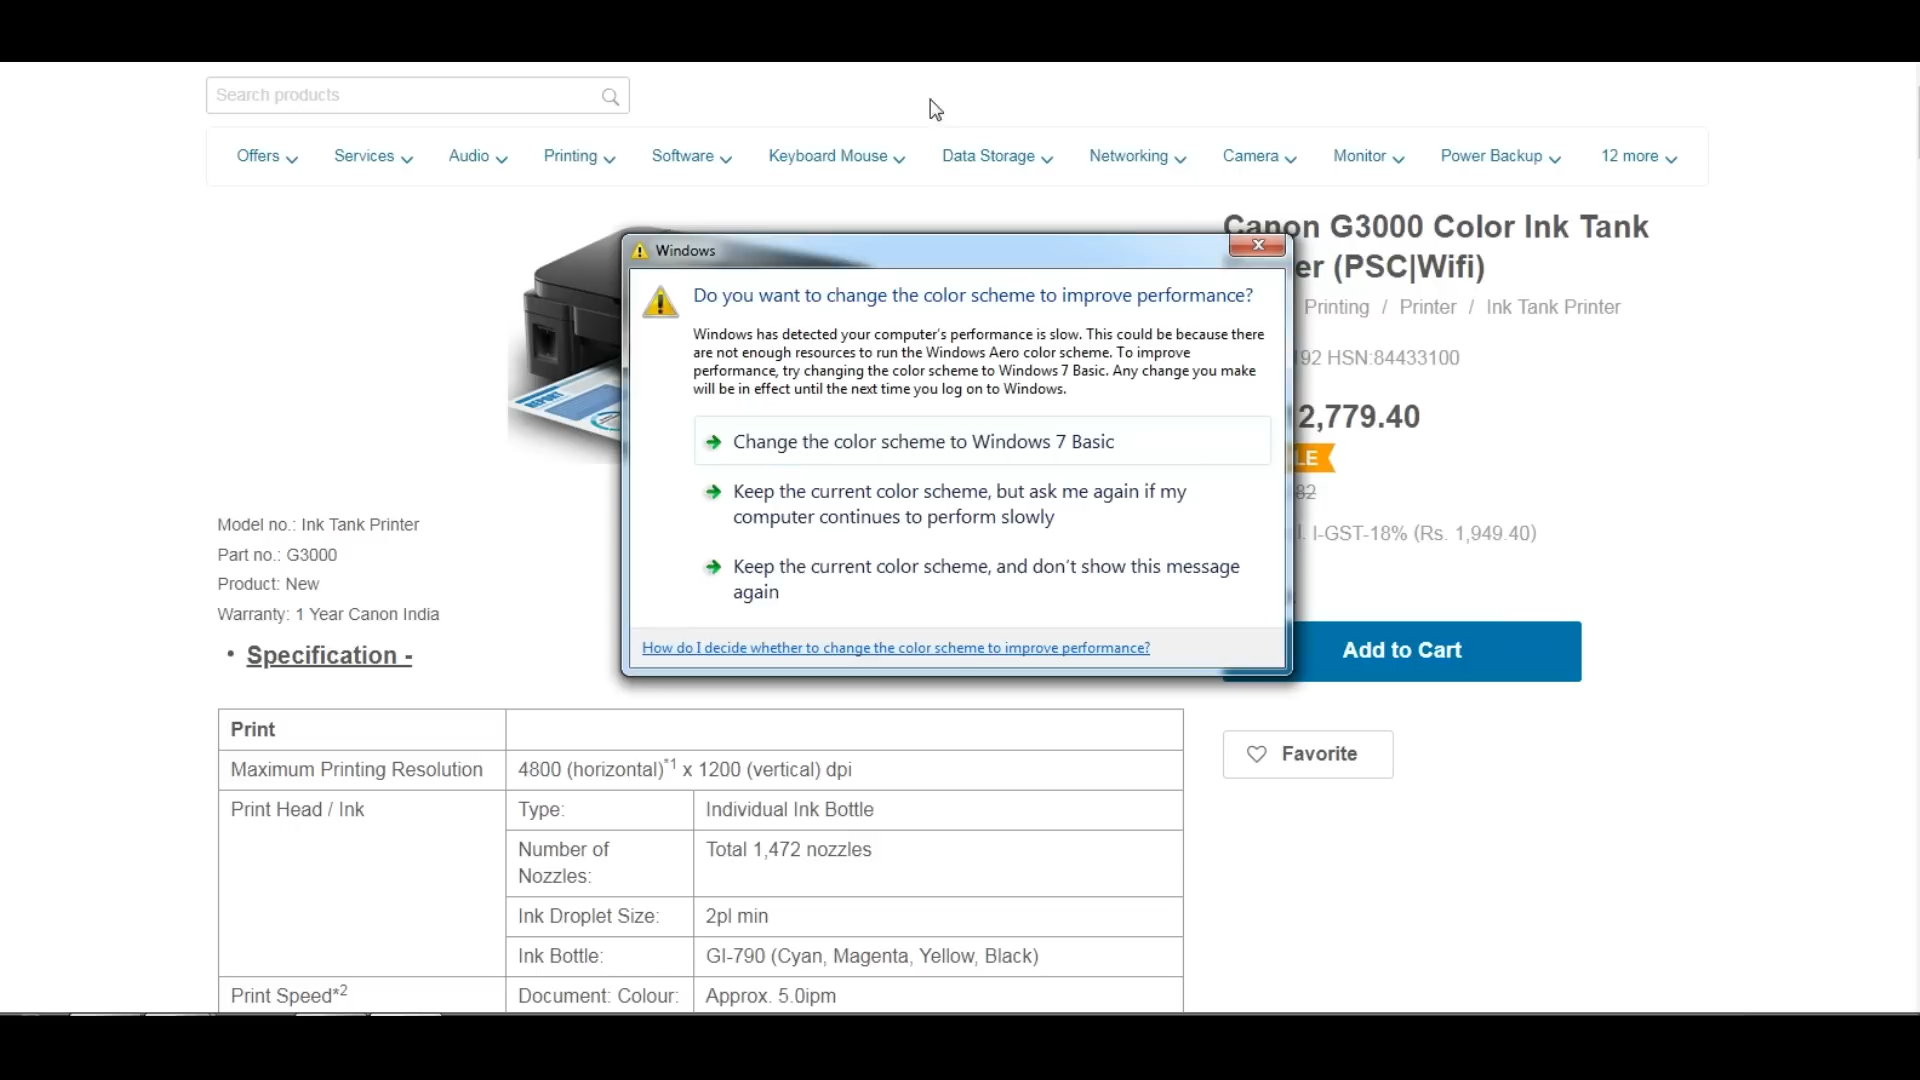 Search products
Offers Services Audio Printing Software Keyboard Mouse Data Storage Networking Camera Monitor Power Backup 12 more
Canon G3000 Color Ink Tank
er (PSC|Wifi)
Printing / Printer / Ink Tank Printer
92 HSN:84433100
2,779.40
LE
82
I-GST-18% (Rs. 1,949.40)
Add to Cart
Favorite
REPORT
Windows
Do you want to change the color scheme to improve performance?
Windows has detected your computer's performance is slow. This could be because there
are not enough resources to run the Windows Aero color scheme. To improve
performance, try changing the color scheme to Windows 7 Basic. Any change you make
will be in effect until the next time you log on to Windows.
Change the color scheme to Windows 7 Basic
Keep the current color scheme, but ask me again if my
computer continues to perform slowly
Keep the current color scheme, and don't show this message
again
How do I decide whether to change the color scheme to improve performance?
Model no.: Ink Tank Printer
Part no.: G3000
Product: New
Warranty: 1 Year Canon India
• Specification -
Print
Maximum Printing Resolution 4800 (horizontal)*1 x 1200 (vertical) dpi
Print Head / Ink Type: Individual Ink Bottle
Number of
Nozzles: Total 1,472 nozzles
Ink Droplet Size: 2pl min
Ink Bottle: GI-790 (Cyan, Magenta, Yellow, Black)
Print Speed*2 Document: Colour: Approx. 5.0ipm